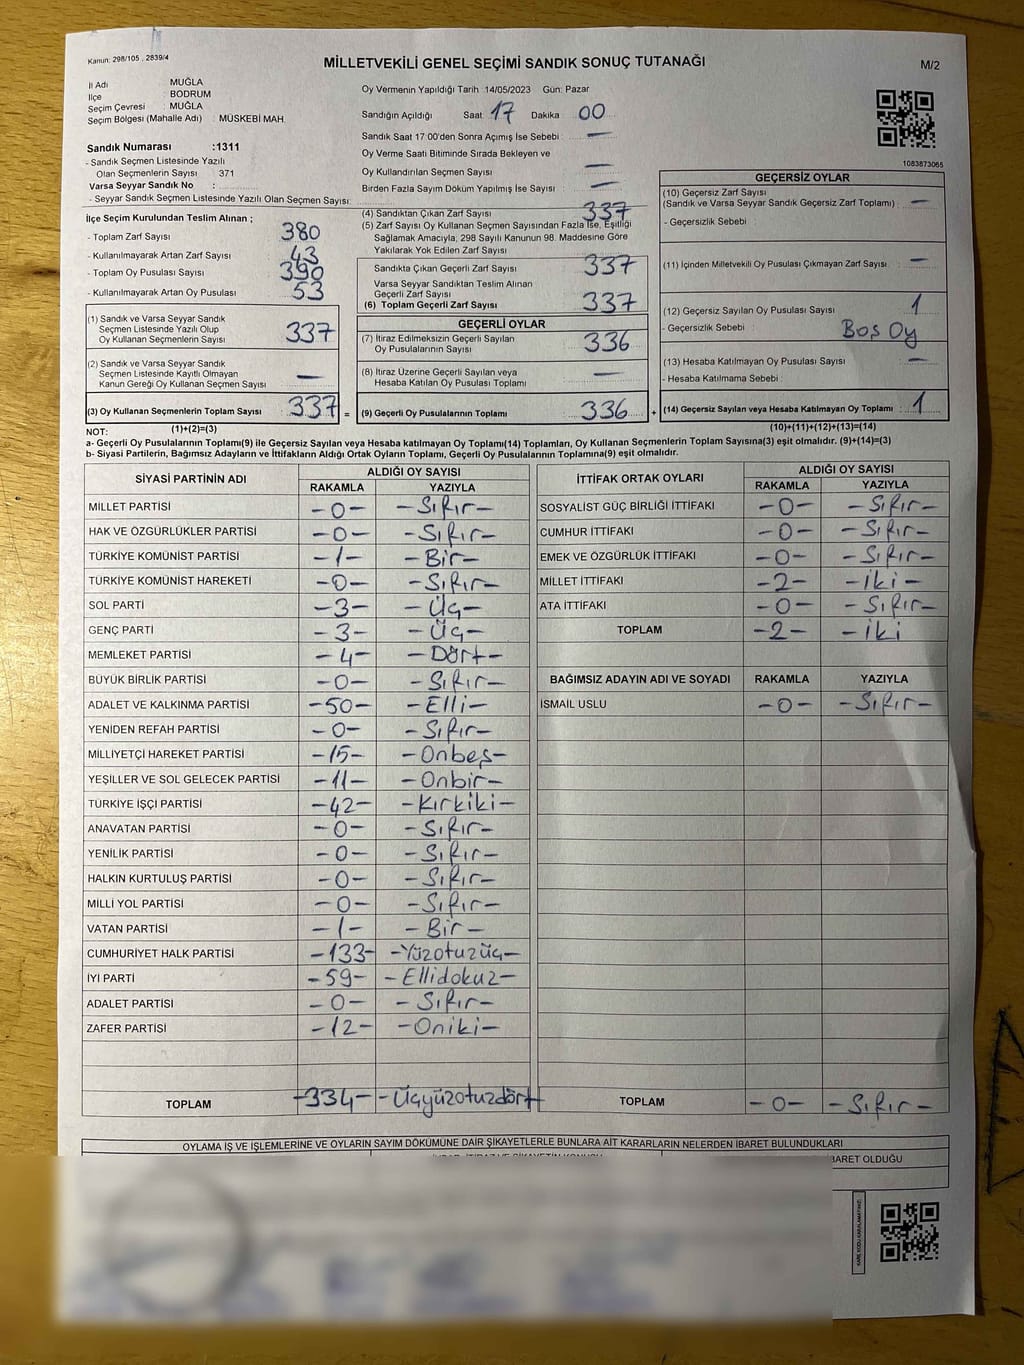 Kanun: 298/105 , 2839/4
MİLLETVEKİLİ GENEL SEÇİMİ SANDIK SONUÇ TUTANAĞI
M/2
İl Adı : MUĞLA
İlçe : BODRUM
Seçim Çevresi : MUĞLA
Seçim Bölgesi (Mahalle Adı) : MÜSKEBİ MAH.
Sandık Numarası :1311
- Sandık Seçmen Listesinde Yazılı
Olan Seçmenlerin Sayısı : 371
Varsa Seyyar Sandık No :
- Seyyar Sandık Seçmen Listesinde Yazılı Olan Seçmen Sayısı:
Oy Vermenin Yapıldığı Tarih 14/05/2023 Gün: Pazar
Sandığın Açıldığı Saat 17 Dakika 00
Sandık Saat 17 00'den Sonra Açımış İse Sebebi : —
Oy Verme Saati Bitiminde Sırada Bekleyen ve
Oy Kullandırılan Seçmen Sayısı : —
Birden Fazla Sayım Döküm Yapılmış İse Sayısı : —
1083873065
İlçe Seçim Kurulundan Teslim Alınan ;
- Toplam Zarf Sayısı : 380
- Kullanılmayarak Artan Zarf Sayısı : 43
- Toplam Oy Pusulası Sayısı : 390
- Kullanılmayarak Artan Oy Pusulası : 53
(1) Sandık ve Varsa Seyyar Sandık
Seçmen Listesinde Yazılı Olup
Oy Kullanan Seçmenlerin Sayısı : 337
(2) Sandık ve Varsa Seyyar Sandık
Seçmen Listesinde Kayıtlı Olmayan
Kanun Gereği Oy Kullanan Seçmen Sayısı : —
(3) Oy Kullanan Seçmenlerin Toplam Sayısı : 337 =
(1)+(2)=(3)
(4) Sandıktan Çıkan Zarf Sayısı : 337
(5) Zarf Sayısı Oy Kullanan Seçmen Sayısından Fazla İse, Eşitliği
Sağlamak Amacıyla, 298 Sayılı Kanunun 98. Maddesine Göre
Yakılarak Yok Edilen Zarf Sayısı :
Sandıkta Çıkan Geçerli Zarf Sayısı : 337
Varsa Seyyar Sandıktan Teslim Alınan
Geçerli Zarf Sayısı :
(6) Toplam Geçerli Zarf Sayısı : 337
GEÇERLİ OYLAR
(7) İtiraz Edilmeksizin Geçerli Sayılan
Oy Pusulalarının Sayısı : 336
(8) İtiraz Üzerine Geçerli Sayılan veya
Hesaba Katılan Oy Pusulası Toplamı : —
(9) Geçerli Oy Pusulalarının Toplamı : 336 +
GEÇERSİZ OYLAR
(10) Geçersiz Zarf Sayısı
(Sandık ve Varsa Seyyar Sandık Geçersiz Zarf Toplamı) : —
- Geçersizlik Sebebi :
(11) İçinden Milletvekili Oy Pusulası Çıkmayan Zarf Sayısı : —
(12) Geçersiz Sayılan Oy Pusulası Sayısı : 1
- Geçersizlik Sebebi : Boş Oy
(13) Hesaba Katılmayan Oy Pusulası Sayısı : —
- Hesaba Katılmama Sebebi :
(14) Geçersiz Sayılan veya Hesaba Katılmayan Oy Toplamı : 1
(10)+(11)+(12)+(13)=(14)
NOT:
a- Geçerli Oy Pusulalarının Toplamı(9) ile Geçersiz Sayılan veya Hesaba katılmayan Oy Toplamı(14) Toplamları, Oy Kullanan Seçmenlerin Toplam Sayısına(3) eşit olmalıdır. (9)+(14)=(3)
b- Siyasi Partilerin, Bağımsız Adayların ve İttifakların Aldığı Ortak Oyların Toplamı, Geçerli Oy Pusulalarının Toplamına(9) eşit olmalıdır.
SİYASİ PARTİNİN ADI ALDIĞI OY SAYISI
RAKAMLA YAZIYLA
MİLLET PARTİSİ -0- -Sıfır-
HAK VE ÖZGÜRLÜKLER PARTİSİ -0- -Sıfır-
TÜRKİYE KOMÜNİST PARTİSİ -1- -Bir-
TÜRKİYE KOMÜNİST HAREKETİ -0- -Sıfır-
SOL PARTİ -3- -Üç-
GENÇ PARTİ -3- -Üç-
MEMLEKET PARTİSİ -4- -Dört-
BÜYÜK BİRLİK PARTİSİ -0- -Sıfır-
ADALET VE KALKINMA PARTİSİ -50- -Elli-
YENİDEN REFAH PARTİSİ -0- -Sıfır-
MİLLİYETÇİ HAREKET PARTİSİ -15- -Onbeş-
YEŞİLLER VE SOL GELECEK PARTİSİ -11- -Onbir-
TÜRKİYE İŞÇİ PARTİSİ -42- -Kırkiki-
ANAVATAN PARTİSİ -0- -Sıfır-
YENİLİK PARTİSİ -0- -Sıfır-
HALKIN KURTULUŞ PARTİSİ -0- -Sıfır-
MİLLİ YOL PARTİSİ -0- -Sıfır-
VATAN PARTİSİ -1- -Bir-
CUMHURİYET HALK PARTİSİ -133- -Yüzotuzüç-
İYİ PARTİ -59- -Ellidokuz-
ADALET PARTİSİ -0- -Sıfır-
ZAFER PARTİSİ -12- -Oniki-
TOPLAM -334- -Üçyüzotuzdört-
İTTİFAK ORTAK OYLARI ALDIĞI OY SAYISI
RAKAMLA YAZIYLA
SOSYALİST GÜÇ BİRLİĞİ İTTİFAKI -0- -Sıfır-
CUMHUR İTTİFAKI -0- -Sıfır-
EMEK VE ÖZGÜRLÜK İTTİFAKI -0- -Sıfır-
MİLLET İTTİFAKI -2- -İki-
ATA İTTİFAKI -0- -Sıfır-
TOPLAM -2- -İki
BAĞIMSIZ ADAYIN ADI VE SOYADI RAKAMLA YAZIYLA
İSMAİL USLU -0- -Sıfır-
TOPLAM -0- -Sıfır-
OYLAMA İŞ VE İŞLEMLERİNE VE OYLARIN SAYIM DÖKÜMÜNE DAİR ŞİKAYETLERLE BUNLARA AİT KARARLARIN NELERDEN İBARET BULUNDUKLARI
BARET OLDUĞU